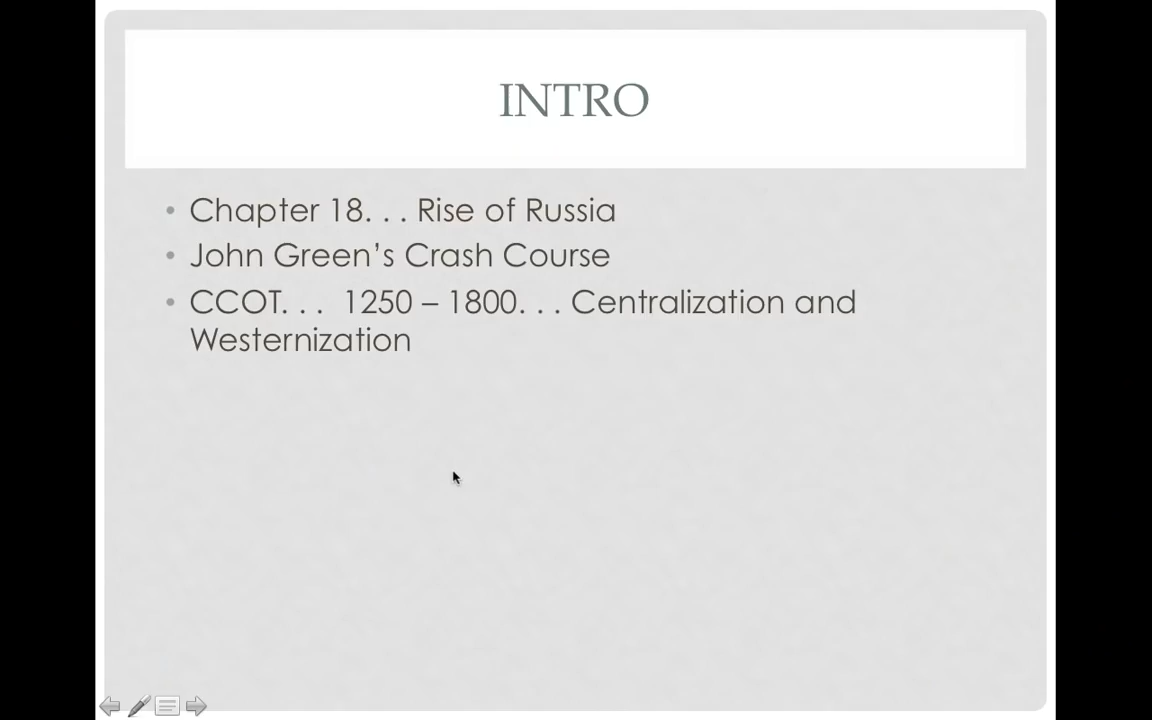 INTRO
• Chapter 18. . . Rise of Russia
• John Green’s Crash Course
• CCOT. . .  1250 – 1800. . . Centralization and
Westernization